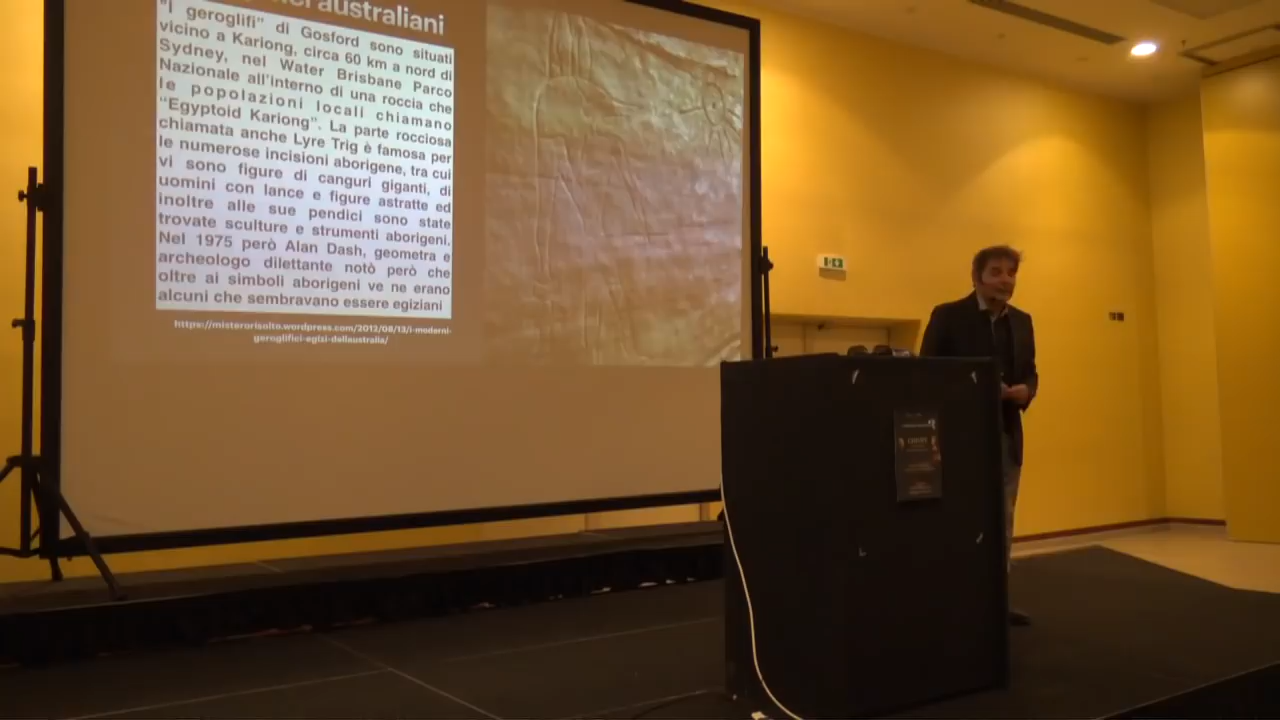 australiani
"I geroglifi" di Gosford sono situati
vicino a Kariong, circa 60 km a nord di
Sydney, nel Water Brisbane Parco
Nazionale all'interno di una roccia che
le popolazioni locali chiamano
"Egyptoid Kariong". La parte rocciosa
chiamata anche Lyre Trig è famosa per
le numerose incisioni aborigene, tra cui
vi sono figure di canguri giganti, di
uomini con lance e figure astratte ed
inoltre alle sue pendici sono state
trovate sculture e strumenti aborigeni.
Nel 1975 però Alan Dash, geometra e
archeologo dilettante notò però che
oltre ai simboli aborigeni ve ne erano
alcuni che sembravano essere egiziani
https://misterorisolto.wordpress.com/2012/08/13/i-moderni-
geroglifici-egizi-dellaustralia/